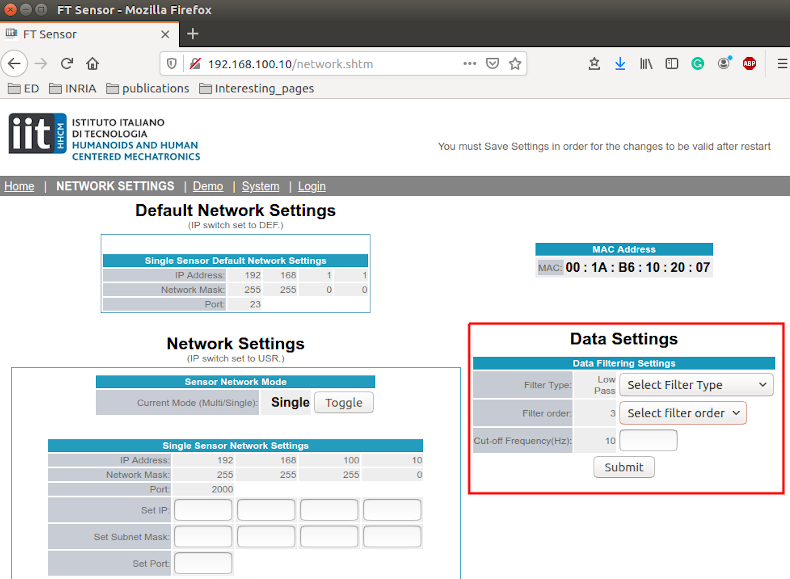 FT Sensor - Mozilla Firefox
FT Sensor
192.168.100.10/network.shtm
ABP
ED INRIA publications Interesting_pages
iit HHCM
ISTITUTO ITALIANO
DI TECNOLOGIA
HUMANOIDS AND HUMAN
CENTERED MECHATRONICS
You must Save Settings in order for the changes to be valid after restart
Home | NETWORK SETTINGS | Demo | System | Login
Default Network Settings
(IP switch set to DEF.)
Single Sensor Default Network Settings
IP Address: 192 168 1 1
Network Mask: 255 255 0 0
Port: 23
MAC Address
MAC: 00 : 1A : B6 : 10 : 20 : 07
Network Settings
(IP switch set to USR.)
Sensor Network Mode
Current Mode (Multi/Single): Single Toggle
Single Sensor Network Settings
IP Address: 192 168 100 10
Network Mask: 255 255 255 0
Port: 2000
Set IP:
Set Subnet Mask:
Set Port:
Data Settings
Data Filtering Settings
Filter Type: Low Pass Select Filter Type
Filter order: 3 Select filter order
Cut-off Frequency(Hz): 10
Submit